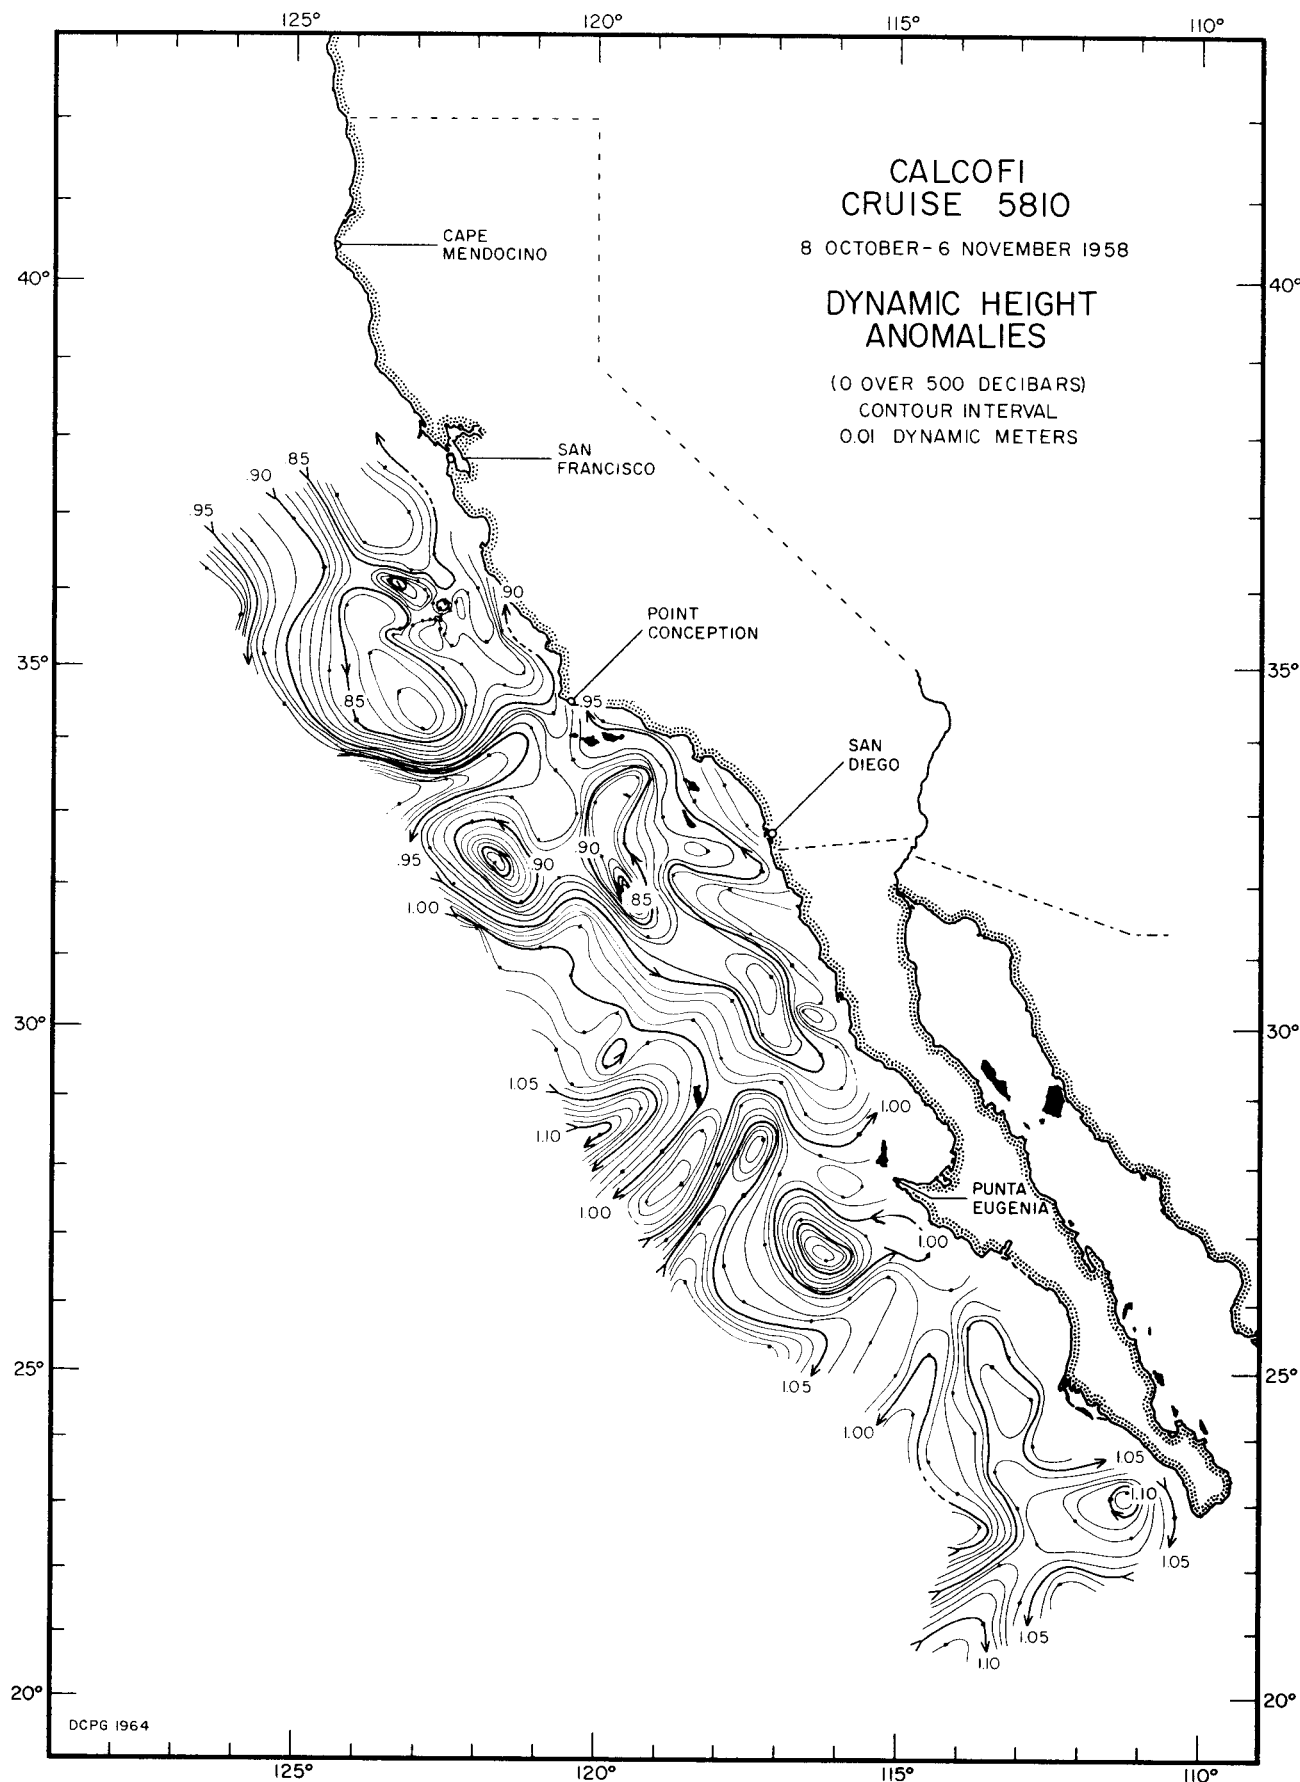 125°
120°
115°
110°
CALCOFI
CRUISE 5810
8 OCTOBER - 6 NOVEMBER 1958
DYNAMIC HEIGHT
ANOMALIES
(0 OVER 500 DECIBARS)
CONTOUR INTERVAL
0.01 DYNAMIC METERS
CAPE
MENDOCINO
40°
40°
SAN
FRANCISCO
.85
.90
.95
.90
POINT
CONCEPTION
35°
35°
.85
.95
SAN
DIEGO
.95
.90
.90
.85
1.00
30°
30°
1.05
1.10
1.00
1.00
PUNTA
EUGENIA
1.00
25°
25°
1.05
1.00
1.05
1.10
1.05
1.05
1.10
20°
20°
DCPG 1964
125°
120°
115°
110°